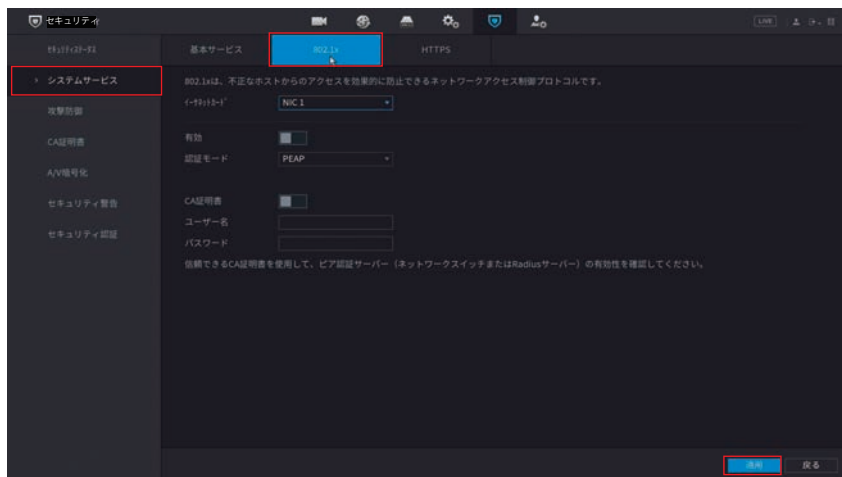 セキュリティ
LIVE
セキュリティステータス
基本サービス
802.1x
HTTPS
システムサービス
攻撃防御
CA証明書
A/V暗号化
セキュリティ警告
セキュリティ認証
802.1xは、不正なホストからのアクセスを効果的に防止できるネットワークアクセス制御プロトコルです。
イーサネットカード
NIC 1
有効
認証モード
PEAP
CA証明書
ユーザー名
パスワード
信頼できるCA証明書を使用して、ピア認証サーバー（ネットワークスイッチまたはRadiusサーバー）の有効性を確認してください。
適用
戻る